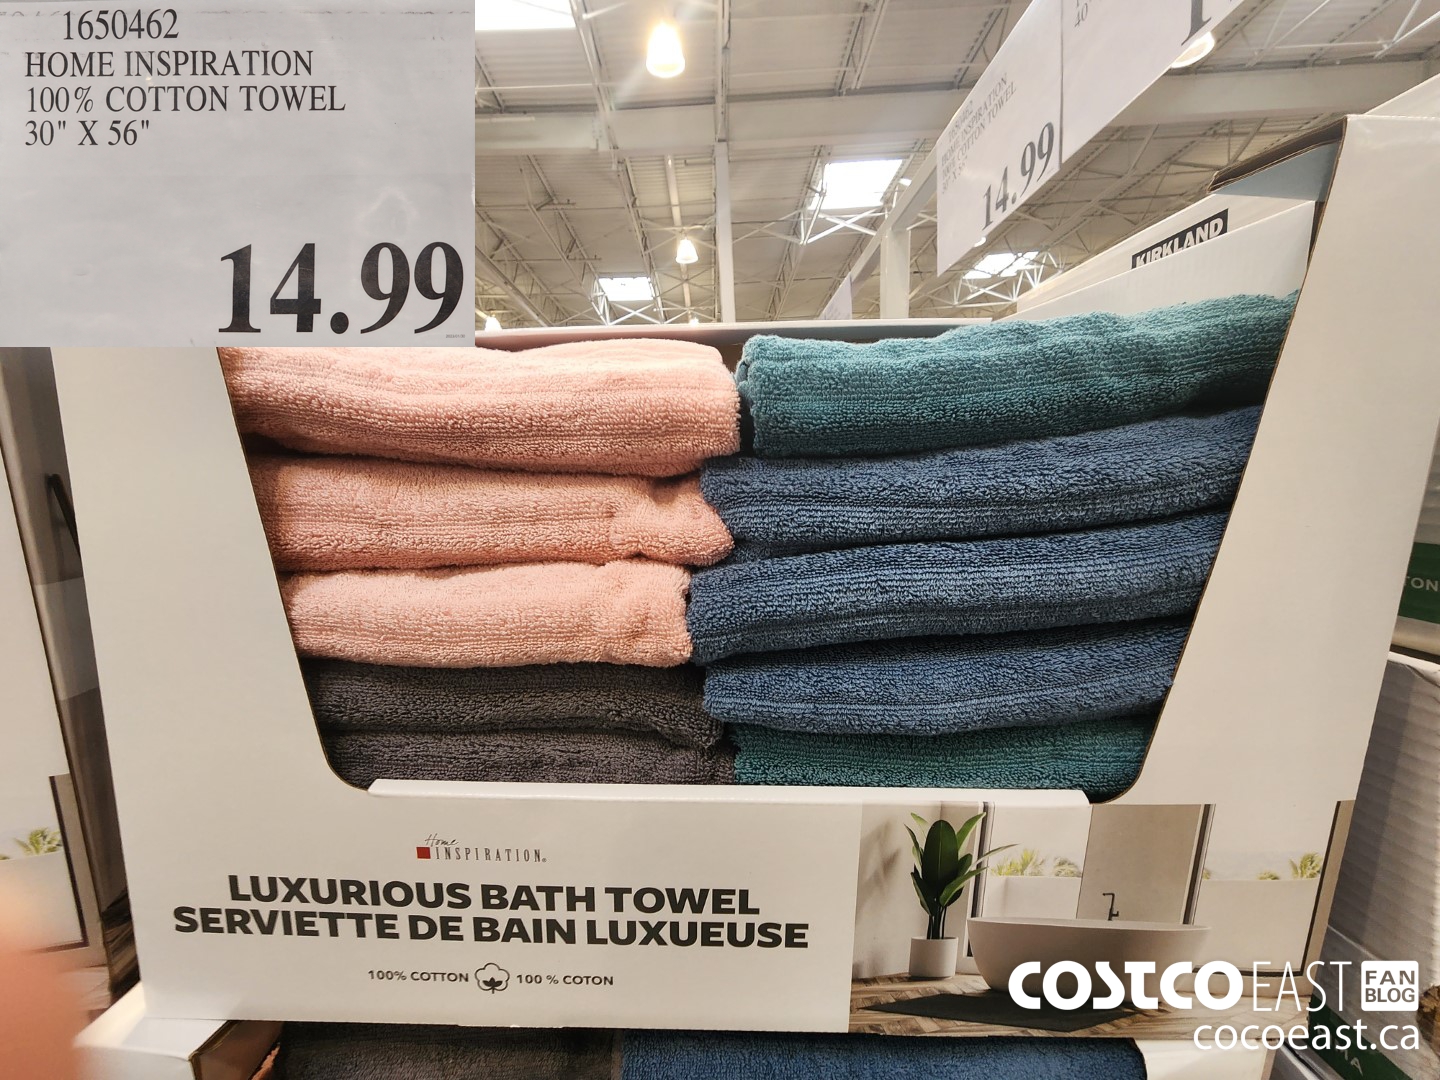 1650462
HOME INSPIRATION
100% COTTON TOWEL
30" X 56"
14.99
14.99
KIRKLAND
Home
INSPIRATION
LUXURIOUS BATH TOWEL
SERVIETTE DE BAIN LUXUEUSE
100% COTTON 100 % COTON
COSTCO EAST FAN BLOG
cocoeast.ca